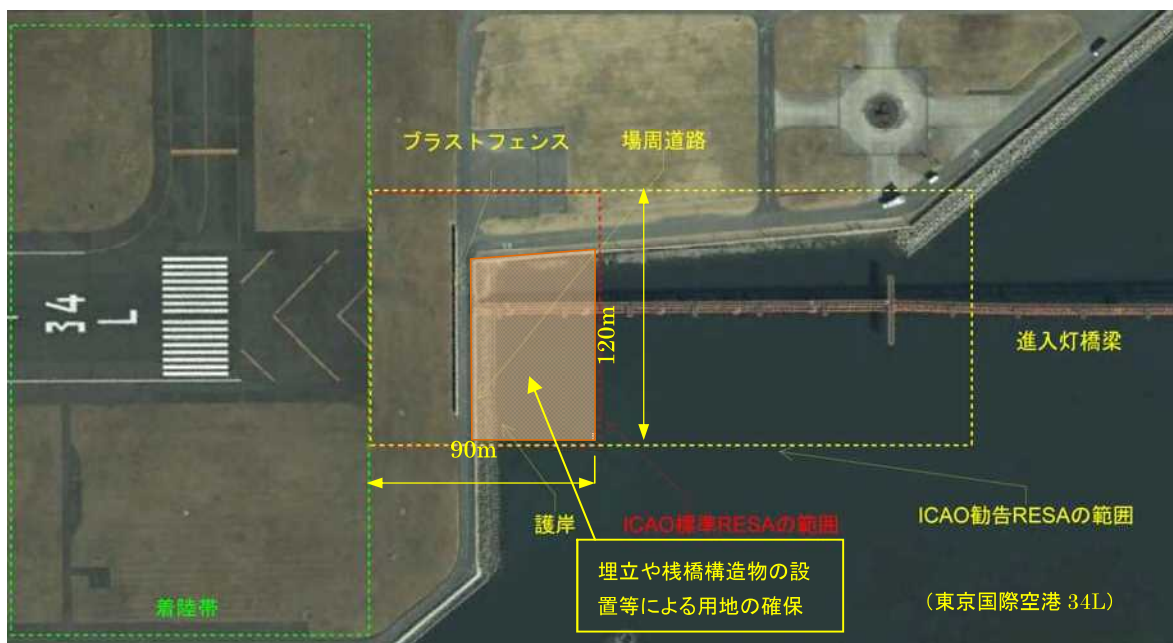 ブラストフェンス
場周道路
34
L
120m
進入灯橋梁
90m
護岸
ICAO標準RESAの範囲
ICAO勧告RESAの範囲
埋立や桟橋構造物の設
置等による用地の確保
着陸帯
（東京国際空港 34L）